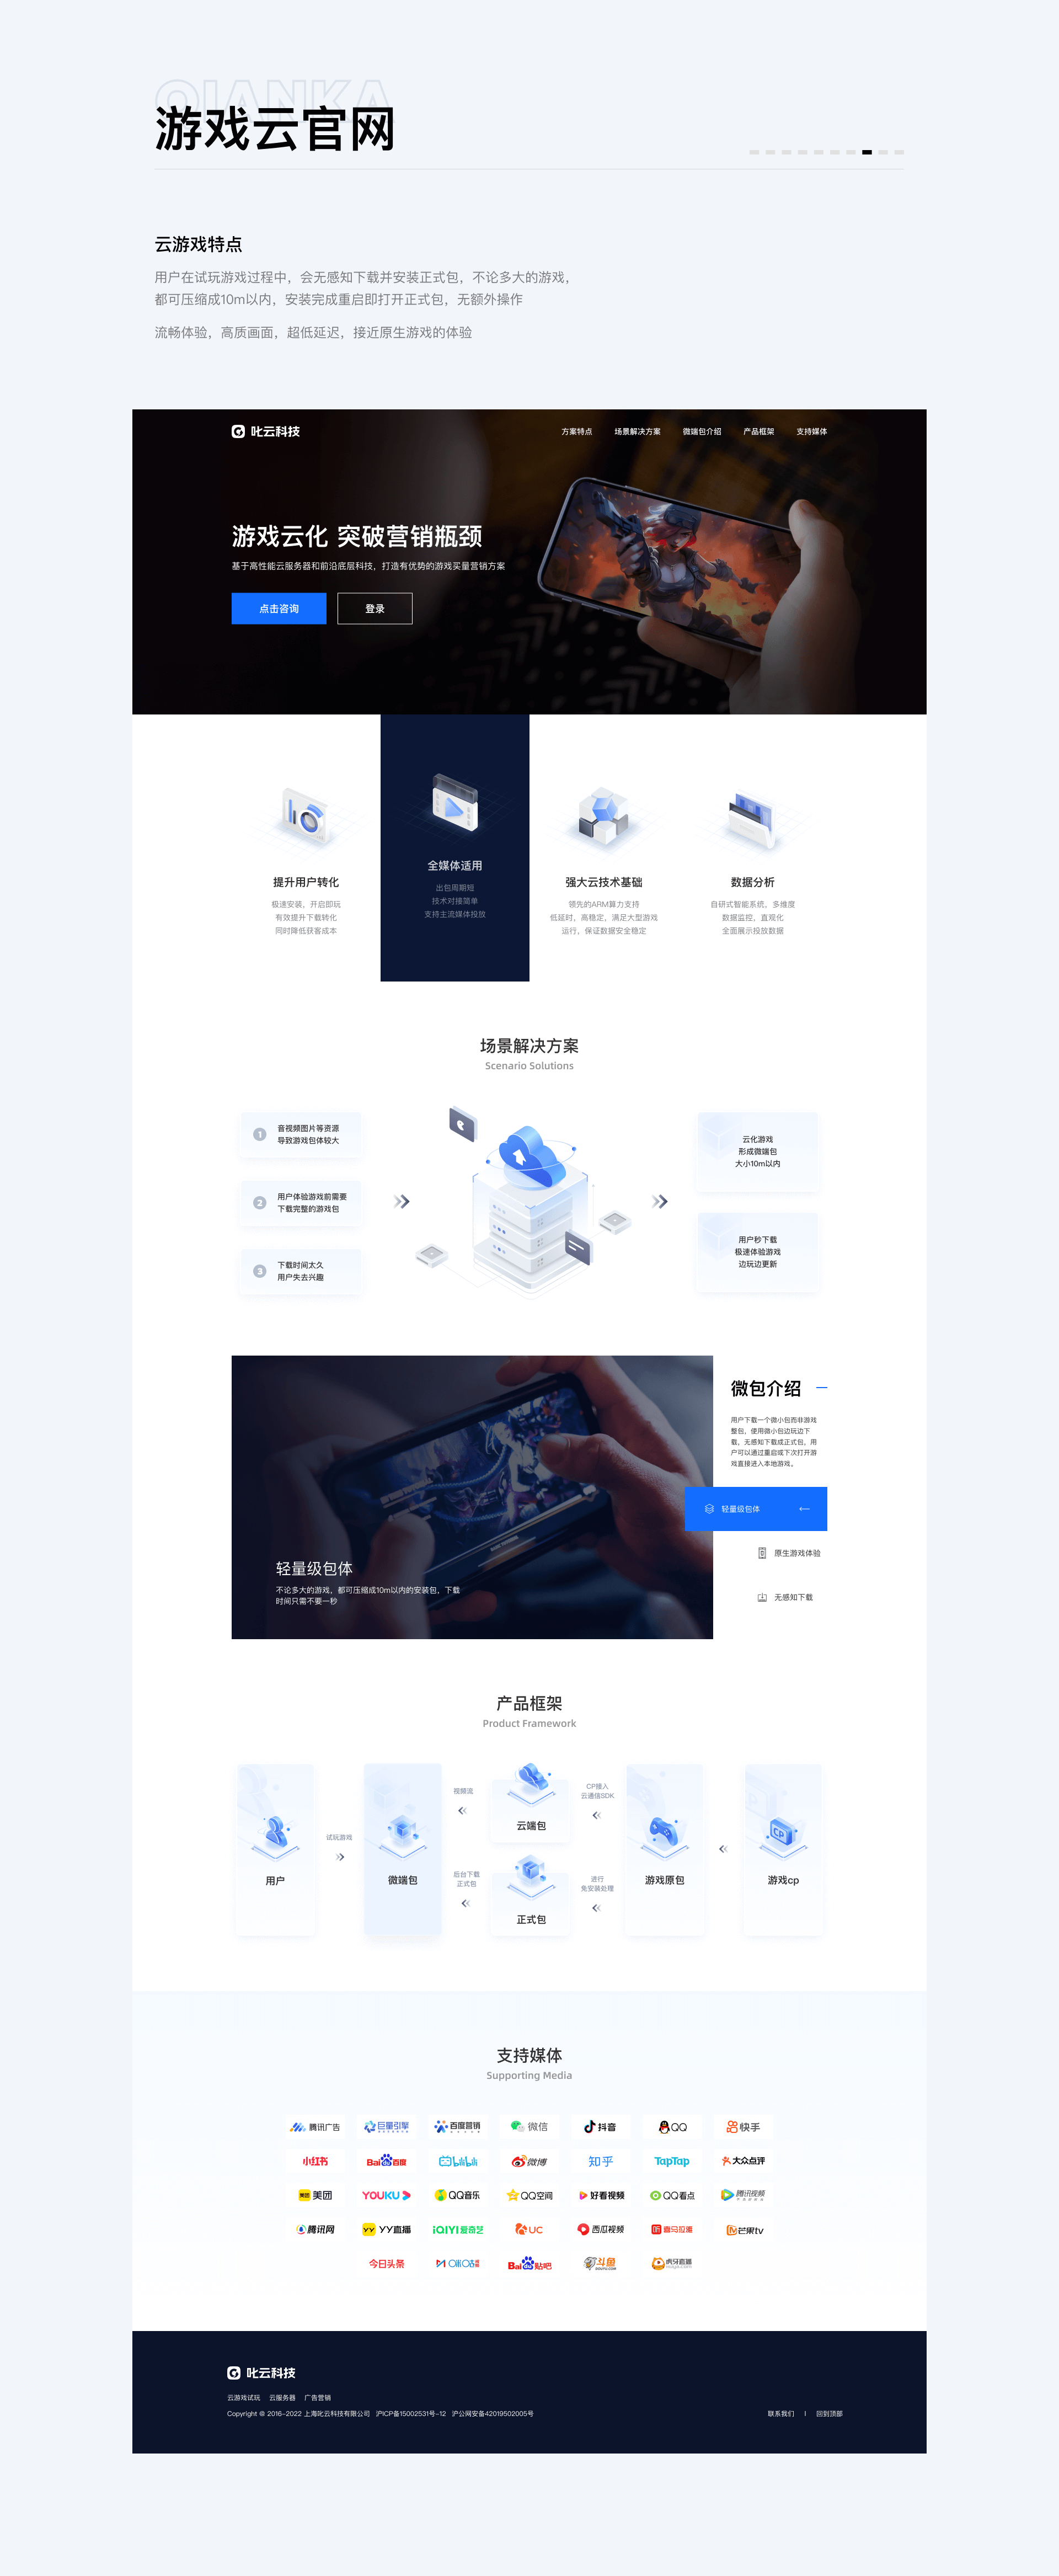 QIANKA
游戏云官网
云游戏特点
用户在试玩游戏过程中，会无感知下载并安装正式包，不论多大的游戏，
都可压缩成10m以内，安装完成重启即打开正式包，无额外操作
流畅体验，高质画面，超低延迟，接近原生游戏的体验
叱云科技
方案特点 场景解决方案 微端包介绍 产品框架 支持媒体
游戏云化 突破营销瓶颈
基于高性能云服务器和前沿底层科技，打造有优势的游戏买量营销方案
点击咨询 登录
提升用户转化
极速安装，开启即玩
有效提升下载转化
同时降低获客成本
全媒体适用
出包周期短
技术对接简单
支持主流媒体投放
强大云技术基础
领先的ARM算力支持
低延时，高稳定，满足大型游戏
运行，保证数据安全稳定
数据分析
自研式智能系统，多维度
数据监控，直观化
全面展示投放数据
场景解决方案
Scenario Solutions
1
音视频图片等资源
导致游戏包体较大
2
用户体验游戏前需要
下载完整的游戏包
3
下载时间太久
用户失去兴趣
云化游戏
形成微端包
大小10m以内
用户秒下载
极速体验游戏
边玩边更新
微包介绍
用户下载一个微小包而非游戏
整包，使用微小包边玩边下
载，无感知下载成正式包，用
户可以通过重启或下次打开游
戏直接进入本地游戏。
轻量级包体
原生游戏体验
无感知下载
轻量级包体
不论多大的游戏，都可压缩成10m以内的安装包，下载
时间只需不要一秒
产品框架
Product Framework
用户
试玩游戏
微端包
视频流
后台下载
正式包
云端包
正式包
CP接入
云通信SDK
进行
免安装处理
游戏原包
CP
游戏cp
支持媒体
Supporting Media
腾讯广告 巨量引擎 百度营销 微信 抖音 QQ 快手
小红书 Bai du 百度 bilibili 微博 知乎 TapTap 大众点评
美团 美团 YOUKU QQ音乐 QQ空间 好看视频 QQ看点 腾讯视频
腾讯网 YY YY直播 iQIYI 爱奇艺 UC 西瓜视频 喜马拉雅 芒果tv
今日头条 咪咕 Bai du 贴吧 斗鱼 DOUYU.COM 虎牙直播
叱云科技
云游戏试玩 云服务器 广告营销
Copyright © 2016-2022 上海叱云科技有限公司 沪ICP备15002531号-12 沪公网安备42019502005号
联系我们 | 回到顶部